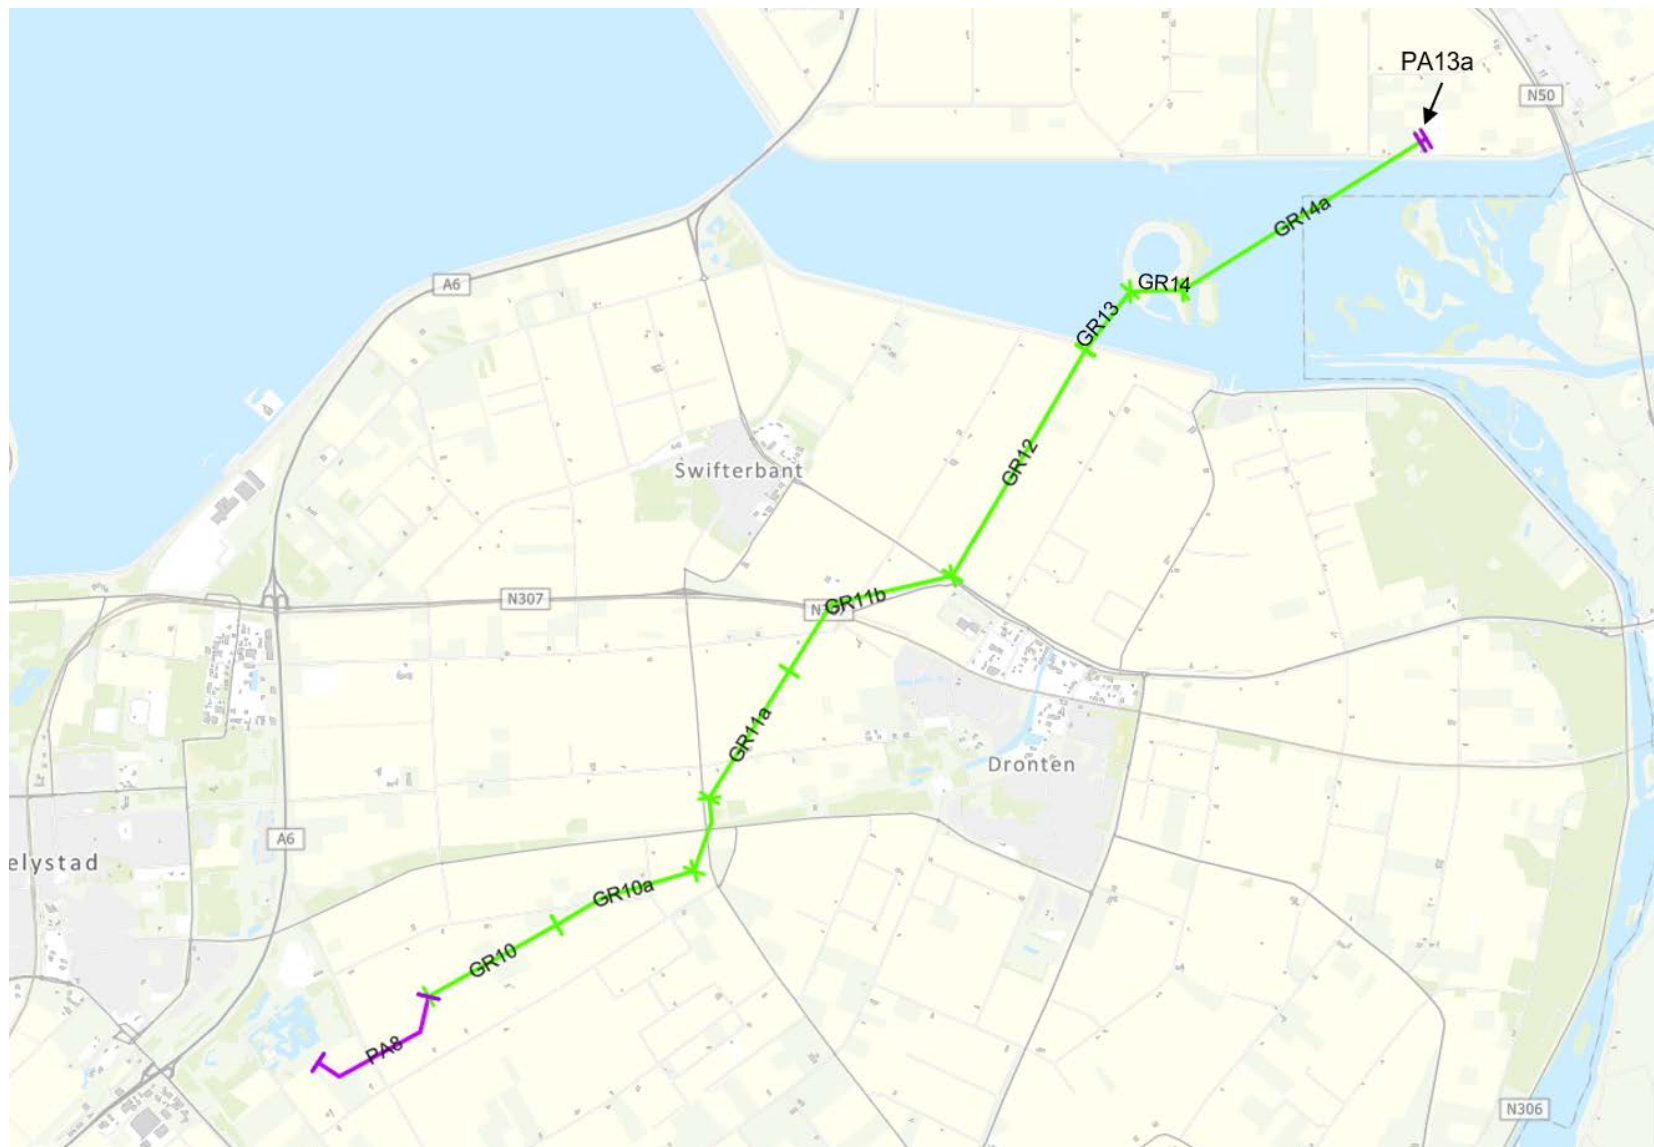 PA13a
N50
GR14a
A6
GR14
GR13
Swifterbant
GR12
N307
GR11b
GR11a
Dronten
A6
elystad
GR10a
GR10
PA8
N306